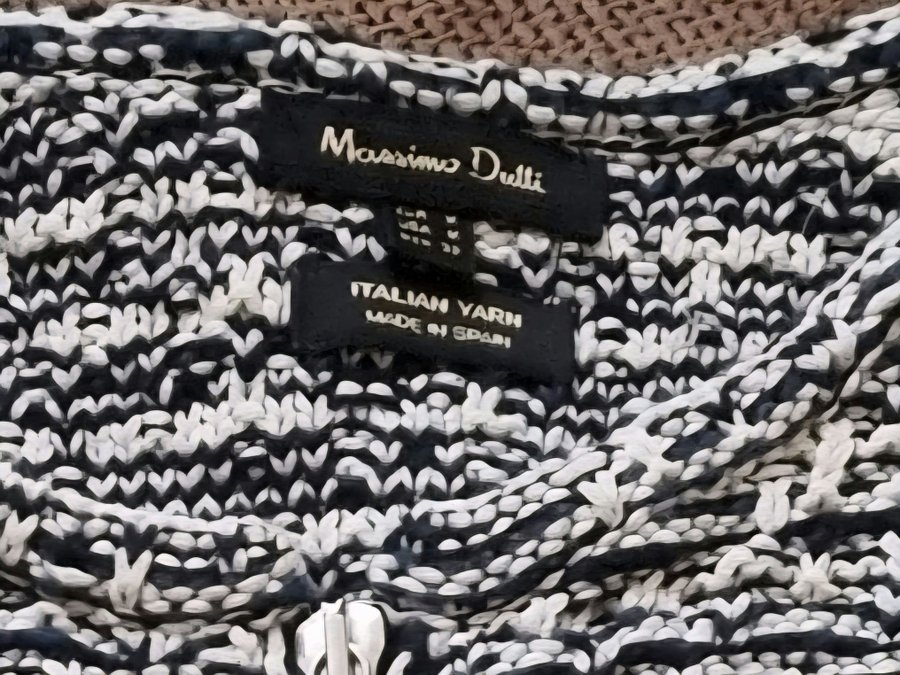 Massimo Dutti
ITALIAN YARN
MADE IN SPAIN